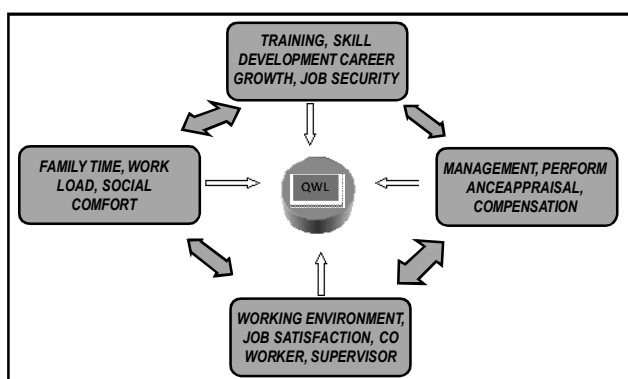 TRAINING, SKILL
DEVELOPMENT CAREER
GROWTH, JOB SECURITY
FAMILY TIME, WORK
LOAD, SOCIAL
COMFORT
QWL
MANAGEMENT, PERFORM
ANCEAPPRAISAL,
COMPENSATION
WORKING ENVIRONMENT,
JOB SATISFACTION, CO
WORKER, SUPERVISOR